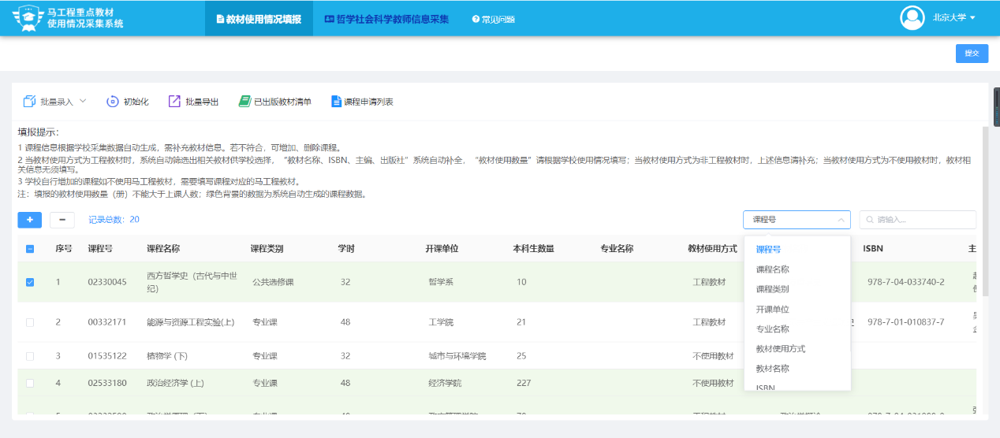 马工程重点教材
使用情况采集系统
教材使用情况填报
哲学社会科学教师信息采集
常见问题
北京大学
提交
批量录入
初始化
批量导出
已出版教材清单
课程申请列表
填报提示：
1 课程信息根据学校采集数据自动生成，需补充教材信息。若不符合，可增加、删除课程。
2 当教材使用方式为工程教材时，系统自动筛选出相关教材供学校选择，“教材名称、ISBN、主编、出版社”系统自动补全，“教材使用数量”请根据学校使用情况填写；当教材使用方式为非工程教材时，上述信息请补充；当教材使用方式为不使用教材时，教材相
关信息无须填写。
3 学校自行增加的课程如不使用马工程教材，需要填写课程对应的马工程教材。
注：填报的教材使用数量（册）不能大于上课人数；绿色背景的数据为系统自动生成的课程数据。
记录总数：20
课程号
请输入...
序号 课程号 课程名称 课程类别 学时 开课单位 本科生数量 专业名称 教材使用方式 ISBN 主
1 02330045 西方哲学史（古代与中世
纪） 公共选修课 32 哲学系 10 工程教材 978-7-04-033740-2
2 00332171 能源与资源工程实验(上) 专业课 48 工学院 21 工程教材 978-7-01-010837-7
3 01535122 植物学 (下) 专业课 32 城市与环境学院 25 不使用教材
4 02533180 政治经济学 (上) 专业课 48 经济学院 227 不使用教材
课程号
课程名称
课程类别
开课单位
专业名称
教材使用方式
教材名称
ISBN